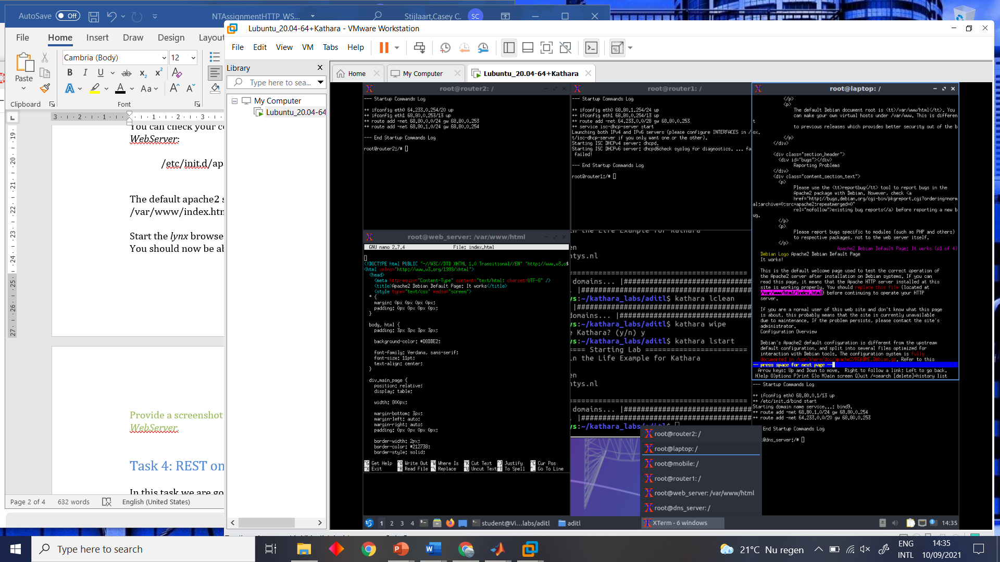 AutoSave Off NTAssignmentHTTP_WS... Stijlaart,Casey C. SC
File Home Insert Draw Design Layout
Cambria (Body) 12
Paste
Clipboard Font
You can check your co
WebServer:
/etc/init.d/ap
The default apache2 s
/var/www/index.htm
Start the lynx browse
You should now be ab
Provide a screenshot
WebServer.
Task 4: REST on
In this task we are go
Page 2 of 4 632 words English (United States)
Lubuntu_20.04-64+Kathara - VMware Workstation
File Edit View VM Tabs Help
Library
Type here to sea...
My Computer
Lubuntu_20.04-64
Home My Computer Lubuntu_20.04-64+Kathara
root@router2: /
--- Startup Commands Log
++ ifconfig eth0 64.233.0.254/20 up
++ ifconfig eth1 68.80.0.253/13 up
++ route add -net 68.80.0.0/24 gw 68.80.0.253
++ route add -net 68.80.1.0/24 gw 68.80.0.254
--- End Startup Commands Log
root@router2:/#
root@router1: /
--- Startup Commands Log
++ ifconfig eth0 68.80.1.254/24 up
++ ifconfig eth1 68.80.0.254/13 up
++ route add -net 64.233.0.0/28 gw 68.80.0.253
++ service isc-dhcp-server start
Launching both IPv4 and IPv6 servers (please configure INTERFACES in /
t/isc-dhcp-server if you only want one or the other).
Starting ISC DHCPv4 server: dhcpd.
Starting ISC DHCPv6 server: dhcpd6check syslog for diagnostics. ... fa
failed!
--- End Startup Commands Log
root@router1:/#
root@laptop: /
</p>
<p>
The default Debian document root is <tt>/var/www/html</tt>. You
can make your own virtual hosts under /var/www. This is differen
t
to previous releases which provides better security out of the b
ox.
</p>
</div>
<div class="section_header">
<div id="bugs"></div>
Reporting Problems
</div>
<div class="content_section_text">
<p>
Please use the <tt>reportbug</tt> tool to report bugs in the
Apache2 package with Debian. However, check <a
href="http://bugs.debian.org/cgi-bin/pkgreport.cgi?ordering=norm
al;archive=0;src=apache2;repeatmerged=0"
rel="nofollow">existing bug reports</a> before reporting a new b
ug.
</p>
<p>
Please report bugs specific to modules (such as PHP and others)
to respective packages, not to the web server itself.
</p>
Apache2 Debian Default Page: It works (p1 of 4)
Debian Logo Apache2 Debian Default Page
It works!
This is the default welcome page used to test the correct operation of
the Apache2 server after installation on Debian systems. If you can
read this page, it means that the Apache HTTP server installed at this
site is working properly. You should replace this file (located at
/var/www/html/index.html) before continuing to operate your HTTP
server.
If you are a normal user of this web site and don't know what this page
is about, this probably means that the site is currently unavailable
due to maintenance. If the problem persists, please contact the site's
administrator.
Configuration Overview
Debian's Apache2 default configuration is different from the upstream
default configuration, and split into several files optimized for
interaction with Debian tools. The configuration system is fully
documented in /usr/share/doc/apache2/README.Debian.gz. Refer to this
-- press space for next page --
Arrow keys: Up and Down to move. Right to follow a link; Left to go back.
H)elp O)ptions P)rint G)o M)ain screen Q)uit /=search [delete]=history list
root@web_server: /var/www/html
GNU nano 2.7.4 File: index.html
<!DOCTYPE html PUBLIC "-//W3C//DTD XHTML 1.0 Transitional//EN" "http://www.w3.o$
<html xmlns="http://www.w3.org/1999/xhtml">
<head>
<meta http-equiv="Content-Type" content="text/html; charset=UTF-8" />
<title>Apache2 Debian Default Page: It works</title>
<style type="text/css" media="screen">
* {
margin: 0px 0px 0px 0px;
padding: 0px 0px 0px 0px;
}
body, html {
padding: 3px 3px 3px 3px;
background-color: #D8DBE2;
font-family: Verdana, sans-serif;
font-size: 11pt;
text-align: center;
}
div.main_page {
position: relative;
display: table;
width: 800px;
margin-bottom: 3px;
margin-left: auto;
margin-right: auto;
padding: 0px 0px 0px 0px;
border-width: 2px;
border-color: #212738;
border-style: solid;
^G Get Help ^O Write Out ^W Where Is ^K Cut Text ^J Justify ^C Cur Pos
^X Exit ^R Read File ^\ Replace ^U Uncut Text ^T To Spell ^_ Go To Line
n the Life Example for Kathara
en
ntys.nl
domains... |##############################
ys:~/kathara_labs/aditl$ kathara lclean
domains... |##############################
ys:~/kathara_labs/aditl$ kathara wipe
e Kathara? (y/n) y
ys:~/kathara_labs/aditl$ kathara lstart
==== Starting Lab ====================
in the Life Example for Kathara
en
ntys.nl
domains... |##############################
ys:~/kathara_labs/aditl$
--- Startup Commands Log
++ ifconfig eth0 68.80.0.1/13 up
++ /etc/init.d/bind start
Starting domain name service...: bind9.
++ route add -net 68.80.1.0/24 gw 68.80.0.254
++ route add -net 64.233.0.0/20 gw 68.80.0.253
End Startup Commands Log
@dns_server:/#
root@router2: /
root@laptop: /
root@mobile: /
root@router1: /
root@web_server: /var/www/html
root@dns_server: /
1 2 3 4 student@Vi...labs/aditl aditl XTerm - 6 windows 14:35
Type here to search 21°C Nu regen ENG INTL 14:35 10/09/2021